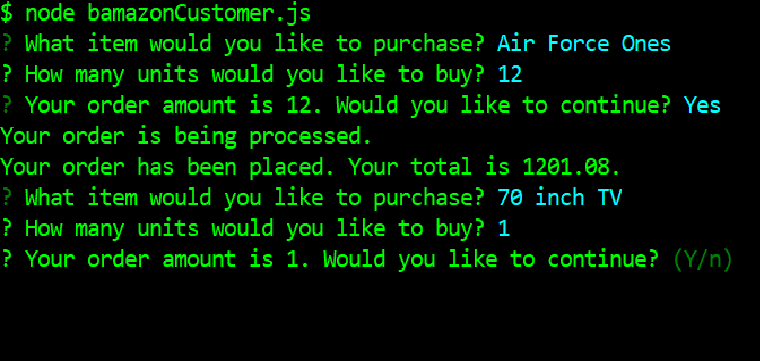 $ node bamazonCustomer.js
? What item would you like to purchase? Air Force Ones
? How many units would you like to buy? 12
? Your order amount is 12. Would you like to continue? Yes
Your order is being processed.
Your order has been placed. Your total is 1201.08.
? What item would you like to purchase? 70 inch TV
? How many units would you like to buy? 1
? Your order amount is 1. Would you like to continue? (Y/n)